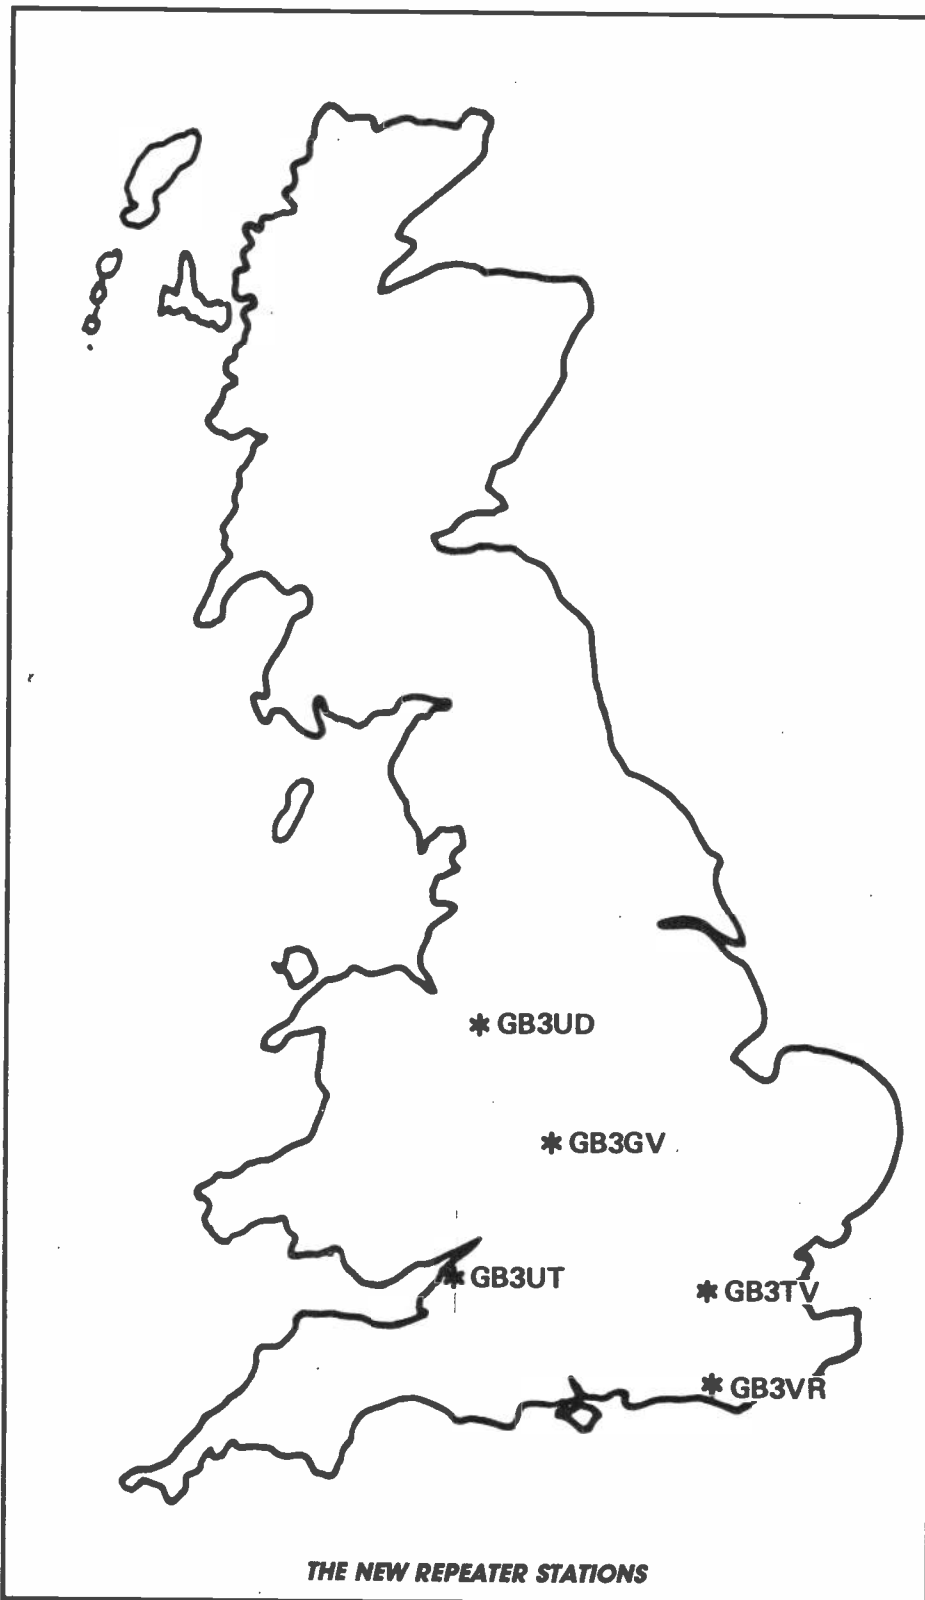 * GB3UD
* GB3GV
* GB3UT
* GB3TV
* GB3VR
THE NEW REPEATER STATIONS